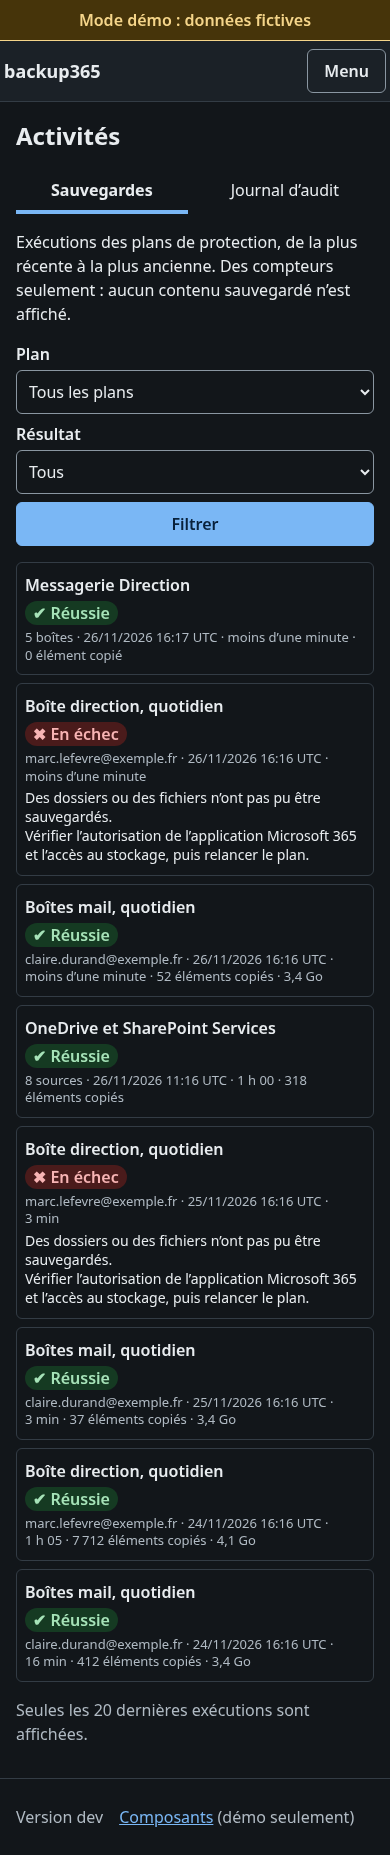 Mode démo : données fictives
backup365
Menu
Activités
Sauvegardes
Journal d’audit
Exécutions des plans de protection, de la plus
récente à la plus ancienne. Des compteurs
seulement : aucun contenu sauvegardé n’est
affiché.
Plan
Tous les plans
Résultat
Tous
Filtrer
Messagerie Direction
✔ Réussie
5 boîtes · 26/11/2026 16:17 UTC · moins d’une minute ·
0 élément copié
Boîte direction, quotidien
✖ En échec
marc.lefevre@exemple.fr · 26/11/2026 16:16 UTC ·
moins d’une minute
Des dossiers ou des fichiers n’ont pas pu être
sauvegardés.
Vérifier l’autorisation de l’application Microsoft 365
et l’accès au stockage, puis relancer le plan.
Boîtes mail, quotidien
✔ Réussie
claire.durand@exemple.fr · 26/11/2026 16:16 UTC ·
moins d’une minute · 52 éléments copiés · 3,4 Go
OneDrive et SharePoint Services
✔ Réussie
8 sources · 26/11/2026 11:16 UTC · 1 h 00 · 318
éléments copiés
Boîte direction, quotidien
✖ En échec
marc.lefevre@exemple.fr · 25/11/2026 16:16 UTC ·
3 min
Des dossiers ou des fichiers n’ont pas pu être
sauvegardés.
Vérifier l’autorisation de l’application Microsoft 365
et l’accès au stockage, puis relancer le plan.
Boîtes mail, quotidien
✔ Réussie
claire.durand@exemple.fr · 25/11/2026 16:16 UTC ·
3 min · 37 éléments copiés · 3,4 Go
Boîte direction, quotidien
✔ Réussie
marc.lefevre@exemple.fr · 24/11/2026 16:16 UTC ·
1 h 05 · 7 712 éléments copiés · 4,1 Go
Boîtes mail, quotidien
✔ Réussie
claire.durand@exemple.fr · 24/11/2026 16:16 UTC ·
16 min · 412 éléments copiés · 3,4 Go
Seules les 20 dernières exécutions sont
affichées.
Version dev Composants (démo seulement)